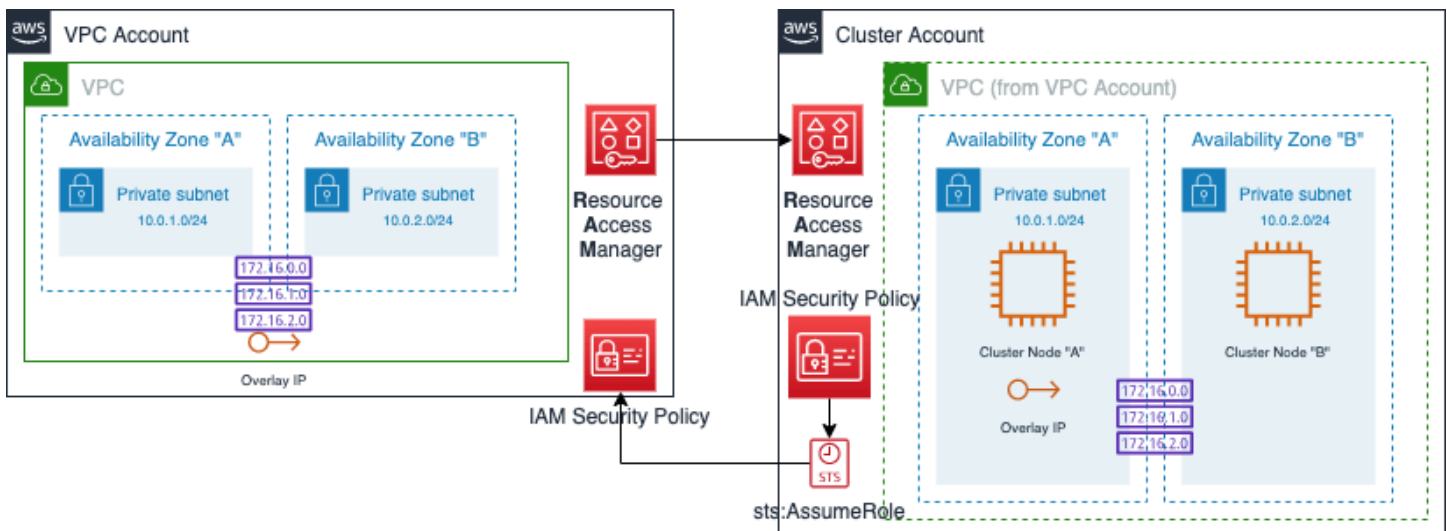 aws
VPC Account
VPC
Availability Zone "A"
Availability Zone "B"
Private subnet
10.0.1.0/24
Private subnet
10.0.2.0/24
172.16.0.0
172.16.1.0
172.16.2.0
Overlay IP
Resource
Access
Manager
IAM Security Policy
aws
Cluster Account
VPC (from VPC Account)
Resource
Access
Manager
IAM Security Policy
STS
sts:AssumeRole
Availability Zone "A"
Availability Zone "B"
Private subnet
10.0.1.0/24
Private subnet
10.0.2.0/24
Cluster Node "A"
Cluster Node "B"
Overlay IP
172.16.0.0
172.16.1.0
172.16.2.0